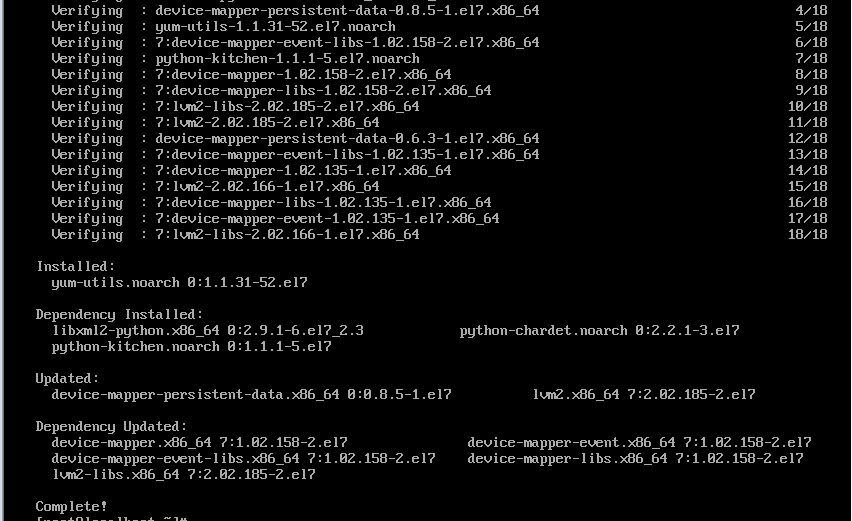 Verifying : device-mapper-persistent-data-0.8.5-1.el7.x86_64 4/18
Verifying : yum-utils-1.1.31-52.el7.noarch 5/18
Verifying : 7:device-mapper-event-libs-1.02.158-2.el7.x86_64 6/18
Verifying : python-kitchen-1.1.1-5.el7.noarch 7/18
Verifying : 7:device-mapper-1.02.158-2.el7.x86_64 8/18
Verifying : 7:device-mapper-libs-1.02.158-2.el7.x86_64 9/18
Verifying : 7:lvm2-libs-2.02.185-2.el7.x86_64 10/18
Verifying : 7:lvm2-2.02.185-2.el7.x86_64 11/18
Verifying : device-mapper-persistent-data-0.6.3-1.el7.x86_64 12/18
Verifying : 7:device-mapper-event-libs-1.02.135-1.el7.x86_64 13/18
Verifying : 7:device-mapper-1.02.135-1.el7.x86_64 14/18
Verifying : 7:lvm2-2.02.166-1.el7.x86_64 15/18
Verifying : 7:device-mapper-libs-1.02.135-1.el7.x86_64 16/18
Verifying : 7:device-mapper-event-1.02.135-1.el7.x86_64 17/18
Verifying : 7:lvm2-libs-2.02.166-1.el7.x86_64 18/18
Installed:
yum-utils.noarch 0:1.1.31-52.el7
Dependency Installed:
libxml2-python.x86_64 0:2.9.1-6.el7_2.3 python-chardet.noarch 0:2.2.1-3.el7
python-kitchen.noarch 0:1.1.1-5.el7
Updated:
device-mapper-persistent-data.x86_64 0:0.8.5-1.el7 lvm2.x86_64 7:2.02.185-2.el7
Dependency Updated:
device-mapper.x86_64 7:1.02.158-2.el7 device-mapper-event.x86_64 7:1.02.158-2.el7
device-mapper-event-libs.x86_64 7:1.02.158-2.el7 device-mapper-libs.x86_64 7:1.02.158-2.el7
lvm2-libs.x86_64 7:2.02.185-2.el7
Complete!
[root@localhost ~]#